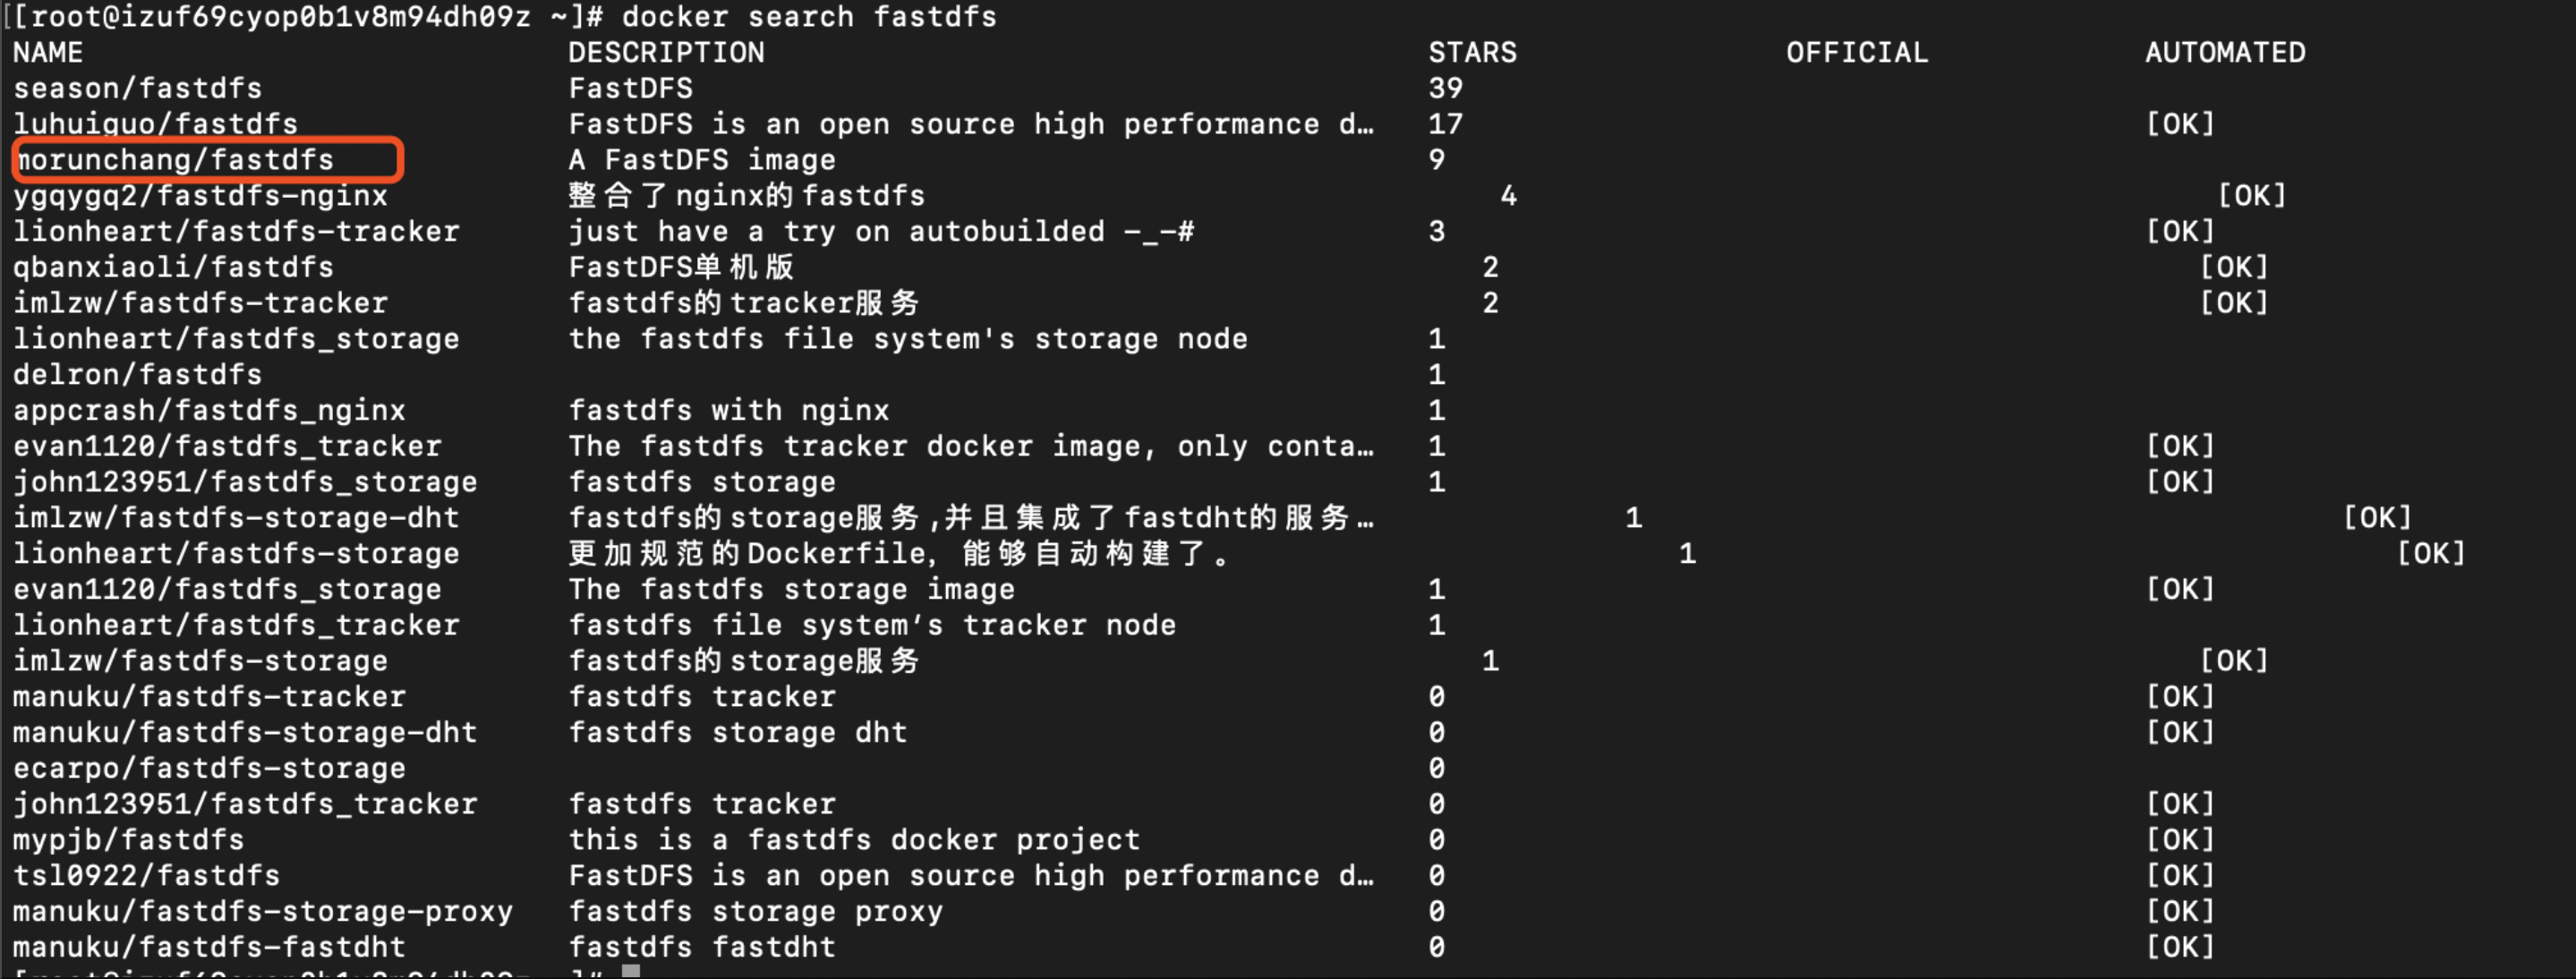 [[root@izuf69cyop0b1v8m94dh09z ~]# docker search fastdfs
NAME DESCRIPTION STARS OFFICIAL AUTOMATED
season/fastdfs FastDFS 39
luhuiguo/fastdfs FastDFS is an open source high performance d… 17 [OK]
morunchang/fastdfs A FastDFS image 9
ygqygq2/fastdfs-nginx 整合了nginx的fastdfs 4 [OK]
lionheart/fastdfs-tracker just have a try on autobuilded -_-# 3 [OK]
qbanxiaoli/fastdfs FastDFS单机版 2 [OK]
imlzw/fastdfs-tracker fastdfs的tracker服务 2 [OK]
lionheart/fastdfs_storage the fastdfs file system's storage node 1
delron/fastdfs 1
appcrash/fastdfs_nginx fastdfs with nginx 1
evan1120/fastdfs_tracker The fastdfs tracker docker image, only conta… 1 [OK]
john123951/fastdfs_storage fastdfs storage 1 [OK]
imlzw/fastdfs-storage-dht fastdfs的storage服务,并且集成了fastdht的服务… 1 [OK]
lionheart/fastdfs-storage 更加规范的Dockerfile, 能够自动构建了。 1 [OK]
evan1120/fastdfs_storage The fastdfs storage image 1 [OK]
lionheart/fastdfs_tracker fastdfs file system‘s tracker node 1
imlzw/fastdfs-storage fastdfs的storage服务 1 [OK]
manuku/fastdfs-tracker fastdfs tracker 0 [OK]
manuku/fastdfs-storage-dht fastdfs storage dht 0 [OK]
ecarpo/fastdfs-storage 0
john123951/fastdfs_tracker fastdfs tracker 0 [OK]
mypjb/fastdfs this is a fastdfs docker project 0 [OK]
tsl0922/fastdfs FastDFS is an open source high performance d… 0 [OK]
manuku/fastdfs-storage-proxy fastdfs storage proxy 0 [OK]
manuku/fastdfs-fastdht fastdfs fastdht 0 [OK]